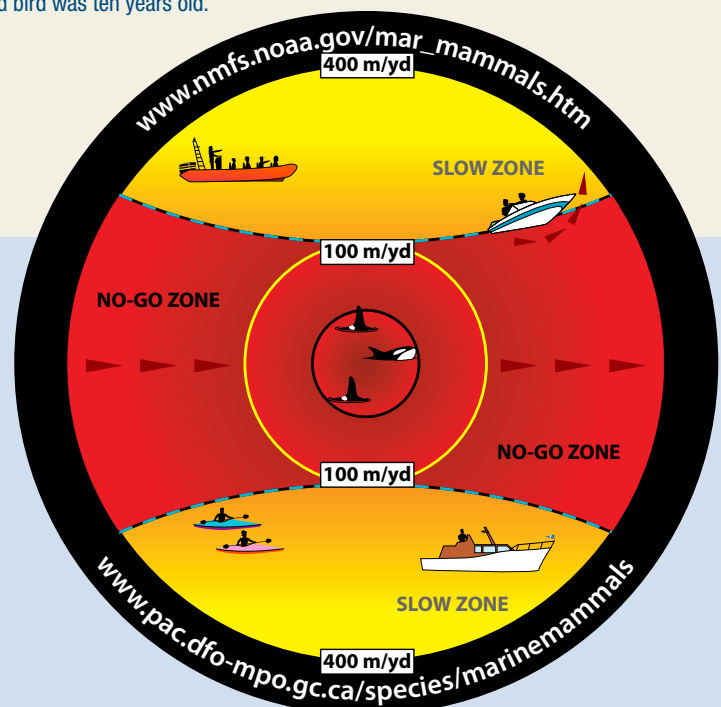 d bird was ten years old.
www.nmfs.noaa.gov/mar_mammals.htm
400 m/yd
SLOW ZONE
100 m/yd
NO-GO ZONE
NO-GO ZONE
100 m/yd
SLOW ZONE
400 m/yd
www.pac.dfo-mpo.gc.ca/species/marinemammals